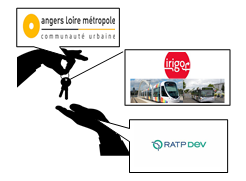 angers loire métropole
communauté urbaine
irigo
RATP DEV